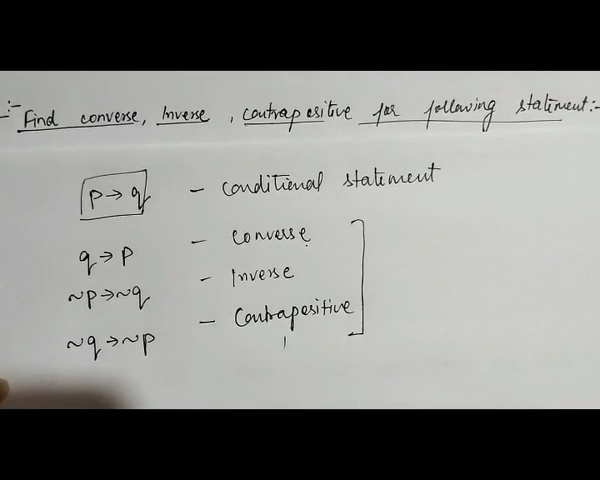 :- Find converse, Inverse, Contrapositive for following statement:-
p→q - Conditional statement
q→p - Converse
~p→~q - Inverse
~q→~p - Contrapositive